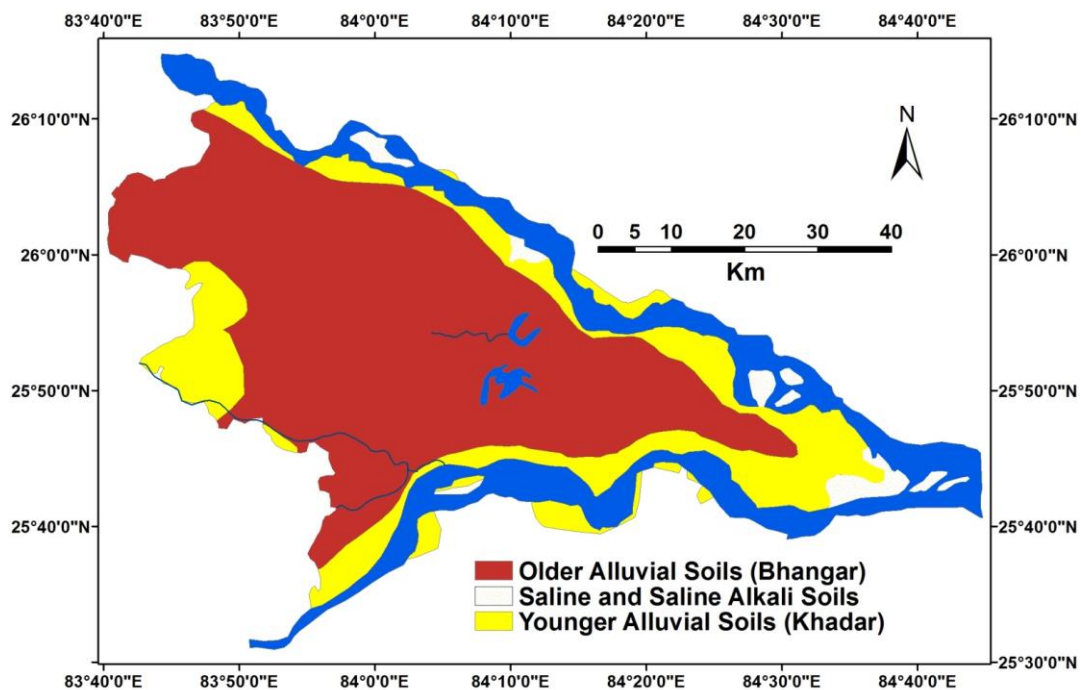 83°40'0"E 83°50'0"E 84°0'0"E 84°10'0"E 84°20'0"E 84°30'0"E 84°40'0"E
26°10'0"N 26°10'0"N
N
0 5 10 20 30 40
Km
26°0'0"N 26°0'0"N
25°50'0"N 25°50'0"N
25°40'0"N 25°40'0"N
Older Alluvial Soils (Bhangar)
Saline and Saline Alkali Soils
Younger Alluvial Soils (Khadar)
25°30'0"N
83°40'0"E 83°50'0"E 84°0'0"E 84°10'0"E 84°20'0"E 84°30'0"E 84°40'0"E